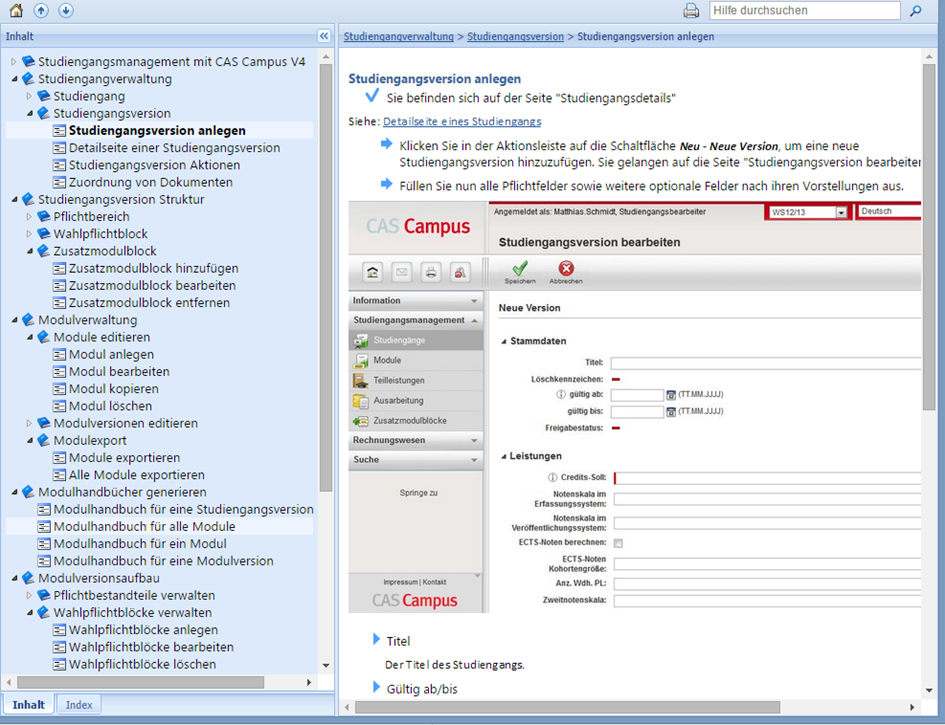 Hilfe durchsuchen
Inhalt
Studiengangsmanagement mit CAS Campus V4
Studiengangverwaltung
Studiengang
Studiengangsversion
Studiengangsversion anlegen
Detailseite einer Studiengangsversion
Studiengangsversion Aktionen
Zuordnung von Dokumenten
Studiengangsversion Struktur
Pflichtbereich
Wahlpflichtblock
Zusatzmodulblock
Zusatzmodulblock hinzufügen
Zusatzmodulblock bearbeiten
Zusatzmodulblock entfernen
Modulverwaltung
Module editieren
Modul anlegen
Modul bearbeiten
Modul kopieren
Modul löschen
Modulversionen editieren
Modulexport
Module exportieren
Alle Module exportieren
Modulhandbücher generieren
Modulhandbuch für eine Studiengangsversion
Modulhandbuch für alle Module
Modulhandbuch für ein Modul
Modulhandbuch für eine Modulversion
Modulversionsaufbau
Pflichtbestandteile verwalten
Wahlpflichtblöcke verwalten
Wahlpflichtblöcke anlegen
Wahlpflichtblöcke bearbeiten
Wahlpflichtblöcke löschen
Inhalt
Index
Studiengangverwaltung > Studiengangsversion > Studiengangsversion anlegen
Studiengangsversion anlegen
Sie befinden sich auf der Seite "Studiengangsdetails"
Siehe: Detailseite eines Studiengangs
Klicken Sie in der Aktionsleiste auf die Schaltfläche Neu - Neue Version, um eine neue
Studiengangsversion hinzuzufügen. Sie gelangen auf die Seite "Studiengangsversion bearbeiter
Füllen Sie nun alle Pflichtfelder sowie weitere optionale Felder nach ihren Vorstellungen aus.
CAS Campus
Angemeldet als: Matthias.Schmidt, Studiengangsbearbeiter
WS12/13
Deutsch
Studiengangsversion bearbeiten
Speichern
Abbrechen
Information
Studiengangsmanagement
Studiengänge
Module
Teilleistungen
Ausarbeitung
Zusatzmodulblöcke
Rechnungswesen
Suche
Springe zu
Impressum | Kontakt
CAS Campus
Neue Version
Stammdaten
Titel:
Löschkennzeichen:
gültig ab:
(TT.MM.JJJJ)
gültig bis:
(TT.MM.JJJJ)
Freigabestatus:
Leistungen
Credits-Soll:
Notenskala im
Erfassungssystem:
Notenskala im
Veröffentlichungssystem:
ECTS-Noten berechnen:
ECTS-Noten
Kohortengröße:
Anz. Wdh. PL:
Zweitnotenskala:
Titel
Der Titel des Studiengangs.
Gültig ab/bis